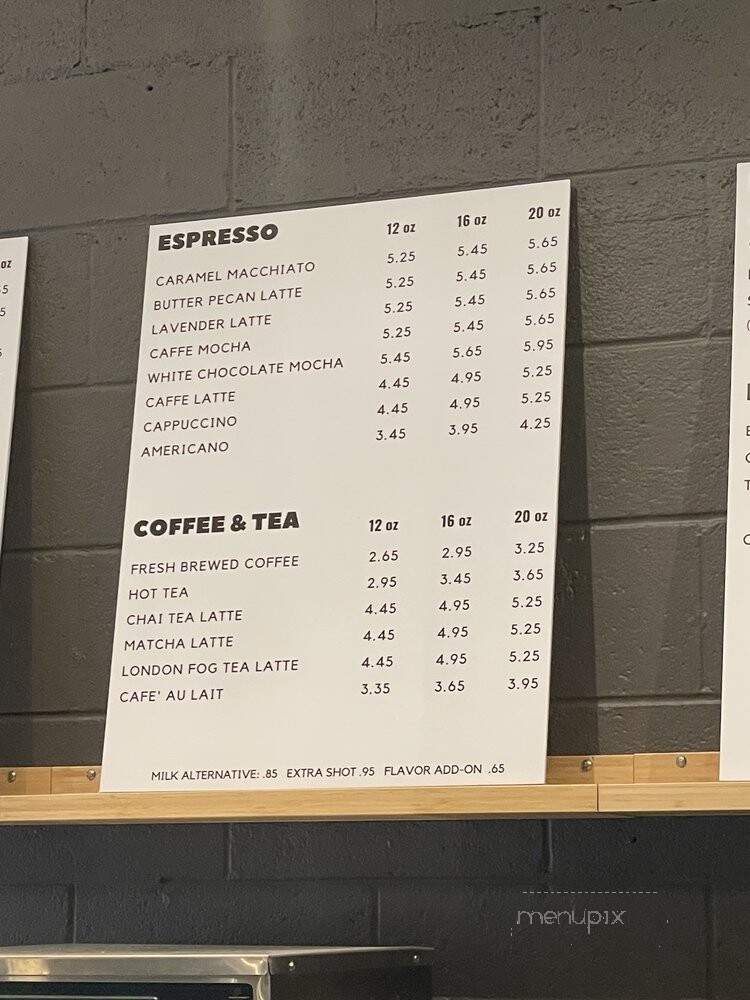 ESPRESSO 12 oz 16 oz 20 oz
CARAMEL MACCHIATO 5.25 5.45 5.65
BUTTER PECAN LATTE 5.25 5.45 5.65
LAVENDER LATTE 5.25 5.45 5.65
CAFFE MOCHA 5.25 5.45 5.65
WHITE CHOCOLATE MOCHA 5.45 5.65 5.95
CAFFE LATTE 4.45 4.95 5.25
CAPPUCCINO 4.45 4.95 5.25
AMERICANO 3.45 3.95 4.25
COFFEE & TEA 12 oz 16 oz 20 oz
FRESH BREWED COFFEE 2.65 2.95 3.25
HOT TEA 2.95 3.45 3.65
CHAI TEA LATTE 4.45 4.95 5.25
MATCHA LATTE 4.45 4.95 5.25
LONDON FOG TEA LATTE 4.45 4.95 5.25
CAFE' AU LAIT 3.35 3.65 3.95
MILK ALTERNATIVE: .85 EXTRA SHOT .95 FLAVOR ADD-ON .65
oz
menupix